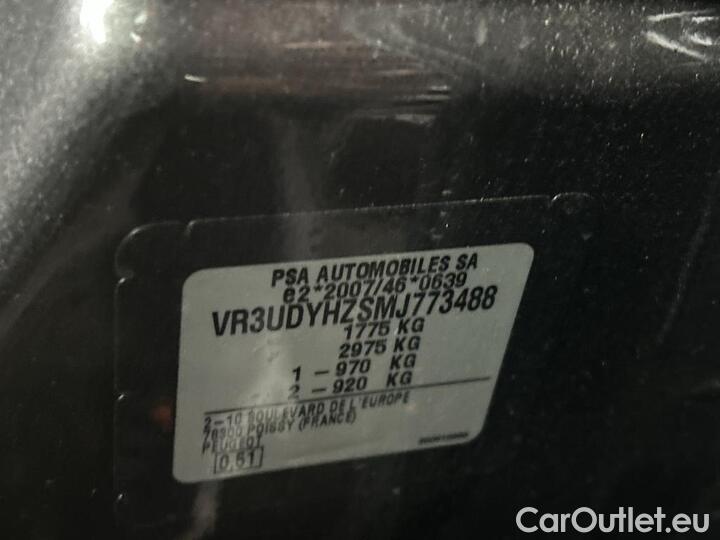 PSA AUTOMOBILES SA
e2*2007/46*0639
VR3UDYHZSMJ773488
1775 KG
2975 KG
1 – 970 KG
2 – 920 KG
2–10 BOULEVARD DE L'EUROPE
78300 POISSY (FRANCE)
PEUGEOT
[0,61]
CarOutlet.eu